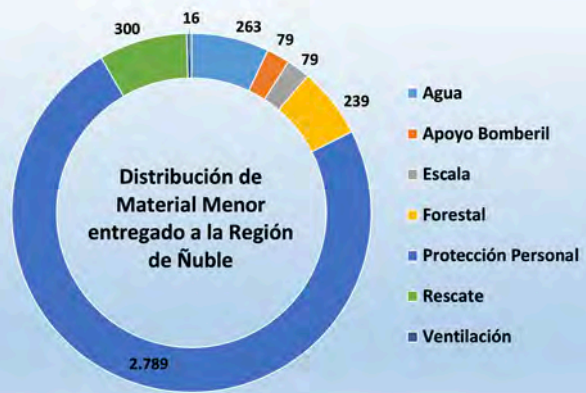 16
300
263
79
79
239
Distribución de
Material Menor
entregado a la Región
de Ñuble
2.789
Agua
Apoyo Bomberil
Escala
Forestal
Protección Personal
Rescate
Ventilación